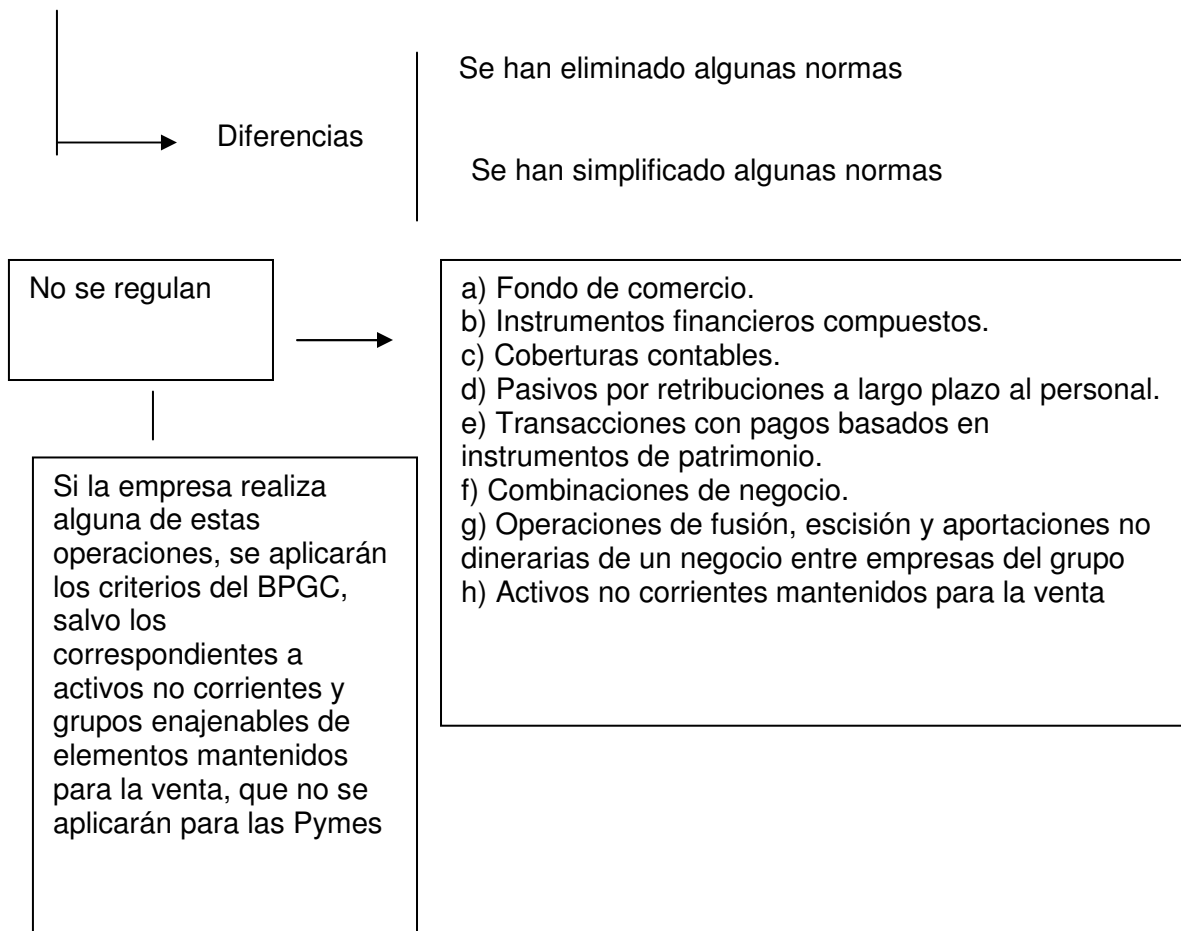 Se han eliminado algunas normas
Diferencias
Se han simplificado algunas normas
No se regulan
a) Fondo de comercio.
b) Instrumentos financieros compuestos.
c) Coberturas contables.
d) Pasivos por retribuciones a largo plazo al personal.
e) Transacciones con pagos basados en
instrumentos de patrimonio.
f) Combinaciones de negocio.
g) Operaciones de fusión, escisión y aportaciones no
dinerarias de un negocio entre empresas del grupo
h) Activos no corrientes mantenidos para la venta
Si la empresa realiza
alguna de estas
operaciones, se aplicarán
los criterios del BPGC,
salvo los
correspondientes a
activos no corrientes y
grupos enajenables de
elementos mantenidos
para la venta, que no se
aplicarán para las Pymes